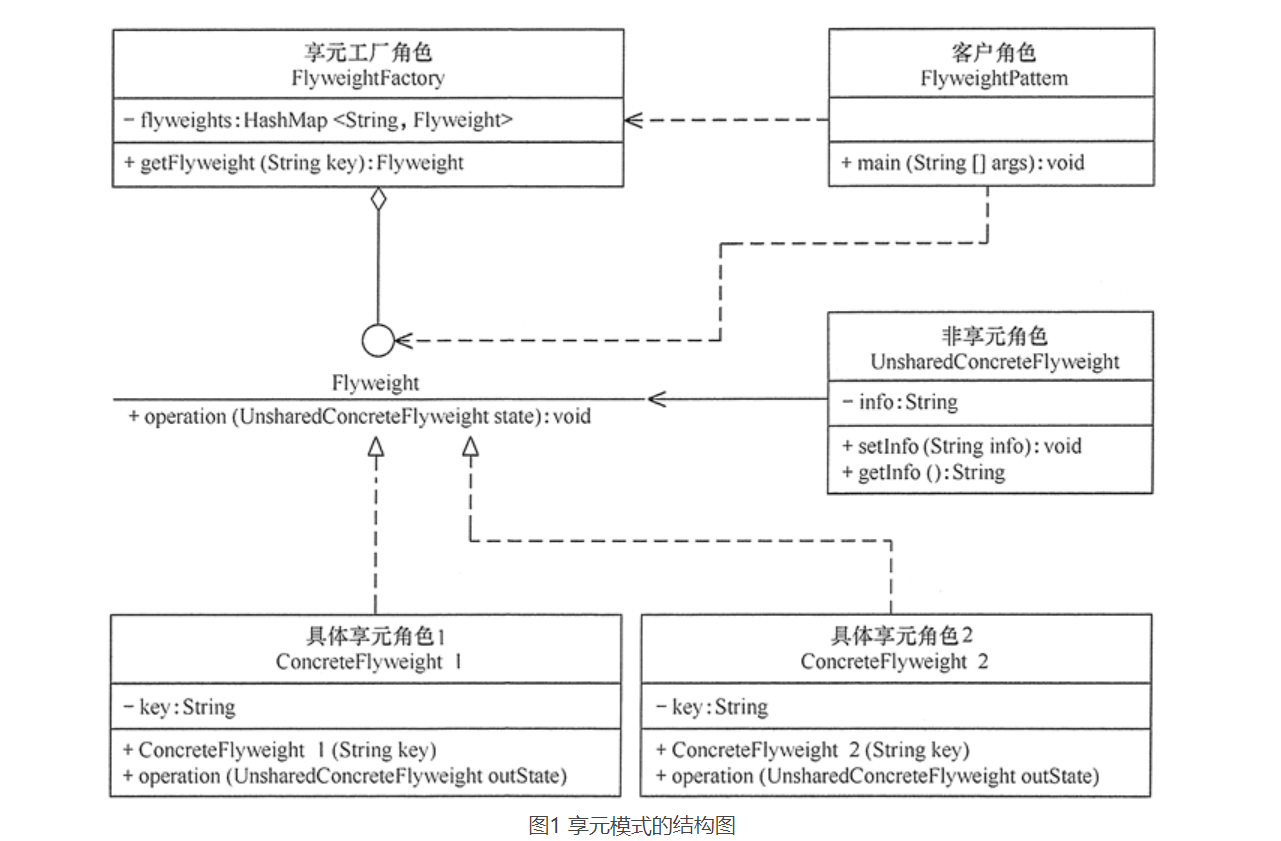 享元工厂角色
FlyweightFactory
- flyweights:HashMap <String, Flyweight>
+ getFlyweight (String key):Flyweight
客户角色
FlyweightPattem
+ main (String [] args):void
Flyweight
+ operation (UnsharedConcreteFlyweight state):void
非享元角色
UnsharedConcreteFlyweight
- info:String
+ setInfo (String info):void
+ getInfo ():String
具体享元角色1
ConcreteFlyweight 1
- key:String
+ ConcreteFlyweight 1 (String key)
+ operation (UnsharedConcreteFlyweight outState)
具体享元角色2
ConcreteFlyweight 2
- key:String
+ ConcreteFlyweight 2 (String key)
+ operation (UnsharedConcreteFlyweight outState)
图1 享元模式的结构图